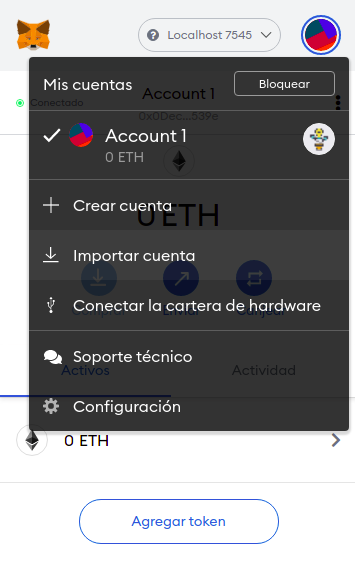 Localhost 7545
Mis cuentas
Bloquear
Conectado
Account 1
0x0Dec...539e
Account 1
0 ETH
Crear cuenta
0 ETH
Importar cuenta
Conectar la cartera de hardware
Soporte técnico
Activos
Actividad
Configuración
0 ETH
Agregar token